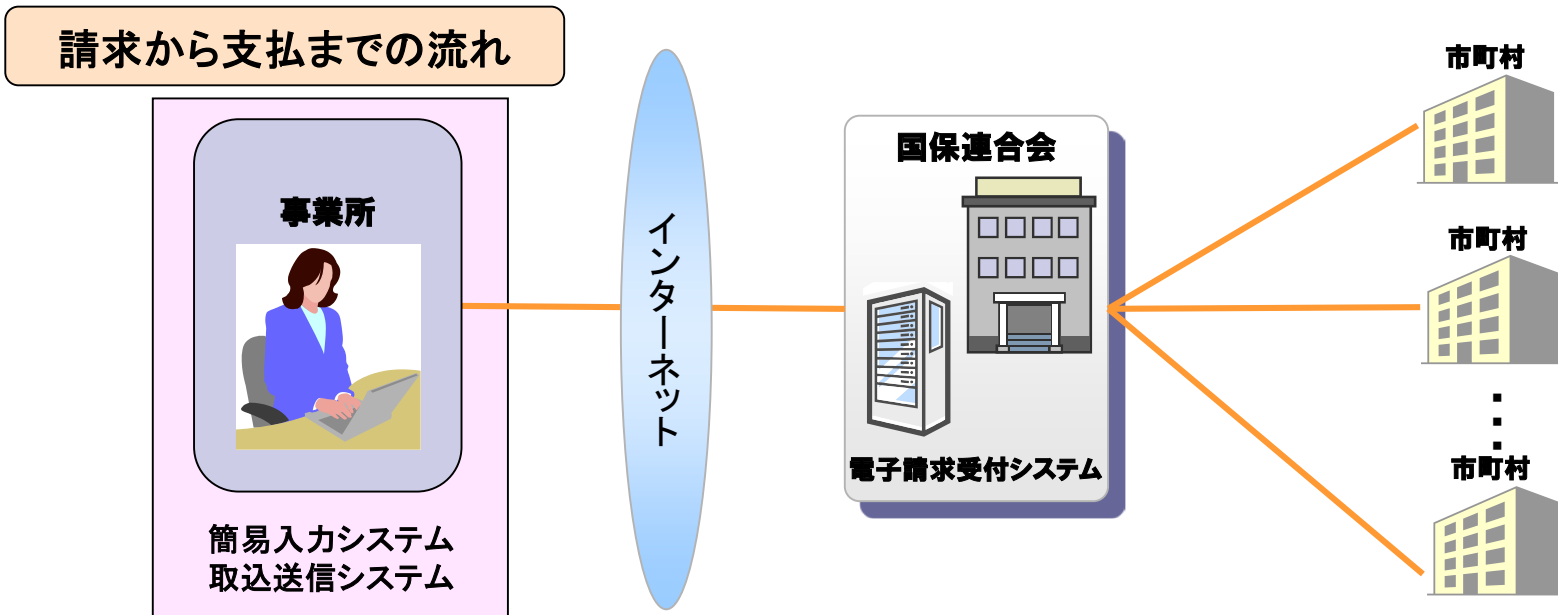 請求から支払までの流れ
事業所
簡易入力システム
取込送信システム
インターネット
国保連合会
電子請求受付システム
市町村
市町村
市町村